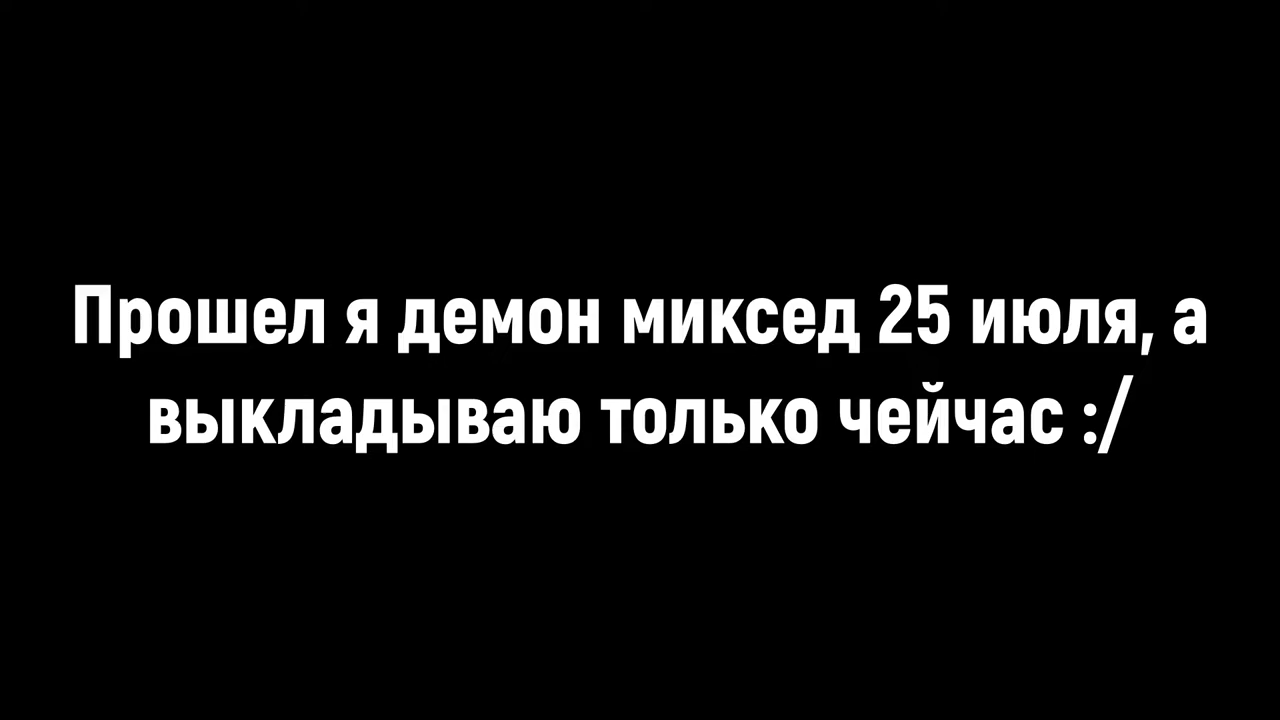 Прошел я демон миксед 25 июля, а
выкладываю только чейчас :/